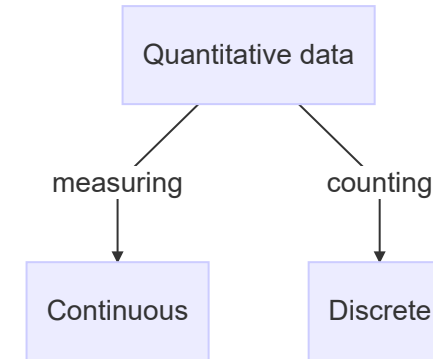 Quantitative data
measuring
counting
Continuous
Discrete